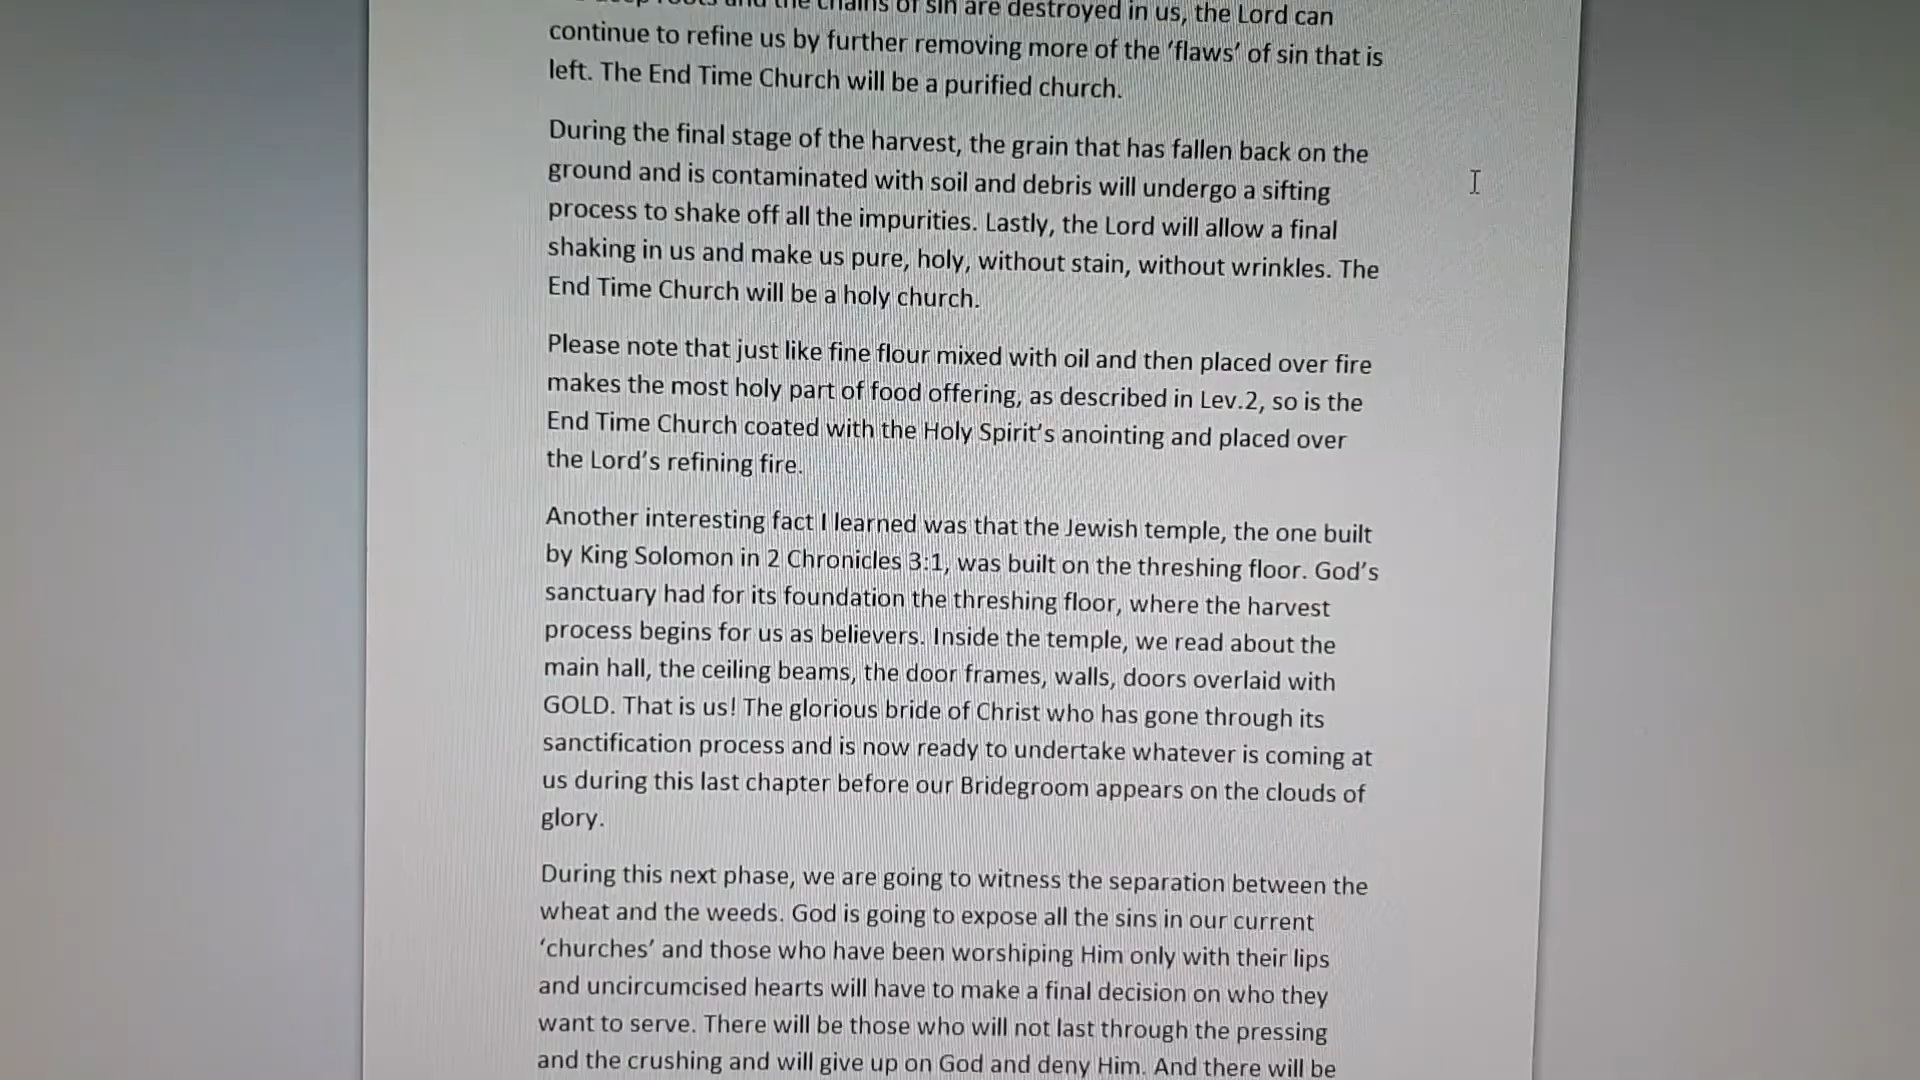 the chains of sin are destroyed in us, the Lord can
continue to refine us by further removing more of the ‘flaws’ of sin that is
left. The End Time Church will be a purified church.
During the final stage of the harvest, the grain that has fallen back on the
ground and is contaminated with soil and debris will undergo a sifting
process to shake off all the impurities. Lastly, the Lord will allow a final
shaking in us and make us pure, holy, without stain, without wrinkles. The
End Time Church will be a holy church.
Please note that just like fine flour mixed with oil and then placed over fire
makes the most holy part of food offering, as described in Lev.2, so is the
End Time Church coated with the Holy Spirit’s anointing and placed over
the Lord’s refining fire.
Another interesting fact I learned was that the Jewish temple, the one built
by King Solomon in 2 Chronicles 3:1, was built on the threshing floor. God’s
sanctuary had for its foundation the threshing floor, where the harvest
process begins for us as believers. Inside the temple, we read about the
main hall, the ceiling beams, the door frames, walls, doors overlaid with
GOLD. That is us! The glorious bride of Christ who has gone through its
sanctification process and is now ready to undertake whatever is coming at
us during this last chapter before our Bridegroom appears on the clouds of
glory.
During this next phase, we are going to witness the separation between the
wheat and the weeds. God is going to expose all the sins in our current
‘churches’ and those who have been worshiping Him only with their lips
and uncircumcised hearts will have to make a final decision on who they
want to serve. There will be those who will not last through the pressing
and the crushing and will give up on God and deny Him. And there will be